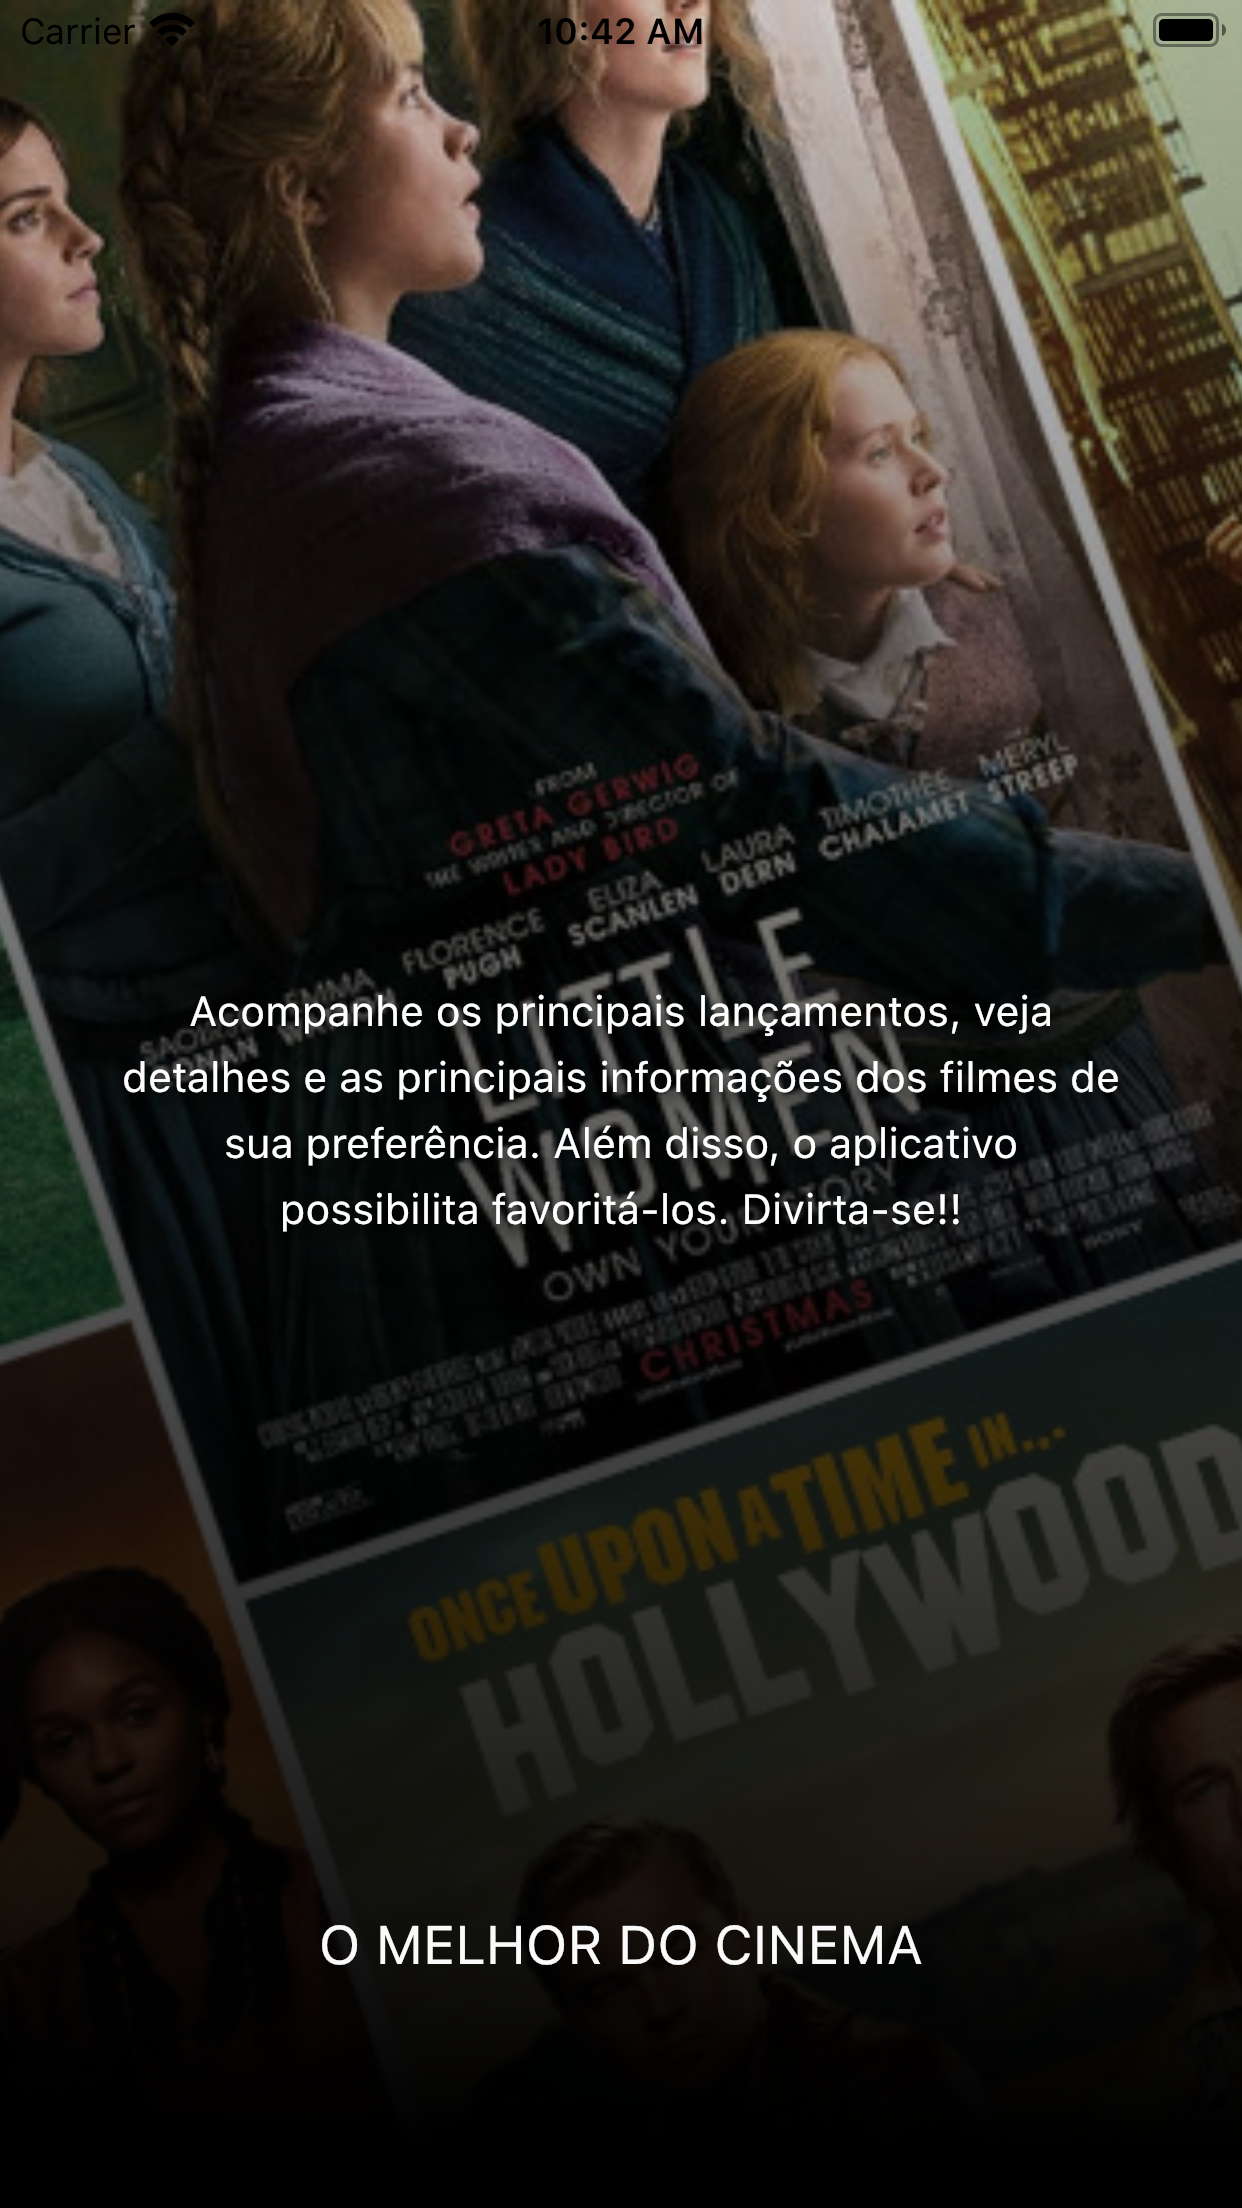 Carrier
10:42 AM
FROM
GRETA GERWIG
THE WRITER AND DIRECTOR OF
LADY BIRD
EMMA
FLORENCE PUGH
ELIZA SCANLEN
LAURA DERN
TIMOTHÉE CHALAMET
MERYL STREEP
LITTLE
WOMEN
Acompanhe os principais lançamentos, veja
detalhes e as principais informações dos filmes de
sua preferência. Além disso, o aplicativo
possibilita favoritá-los. Divirta-se!!
OWN YOUR STORY
CHRISTMAS
ONCE UPON A TIME IN...
HOLLYWOOD
O MELHOR DO CINEMA